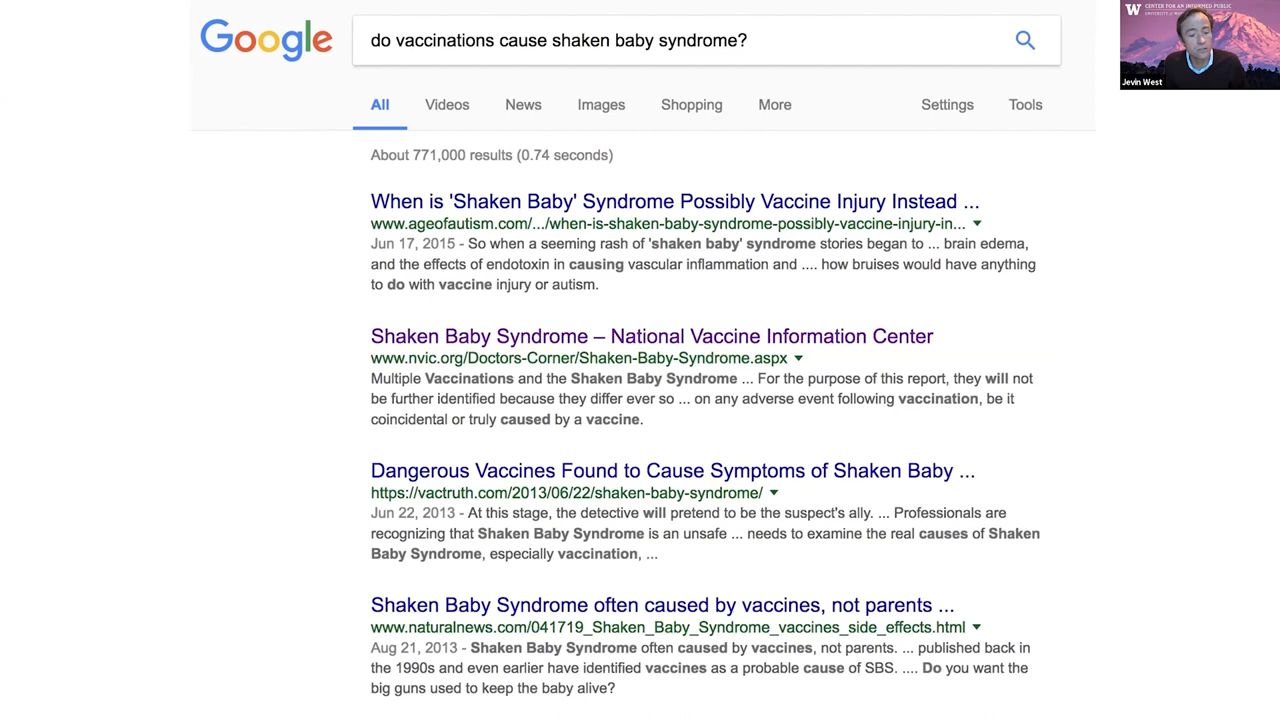 Google
do vaccinations cause shaken baby syndrome?
W CENTER FOR AN INFORMED PUBLIC
Jevin West
All Videos News Images Shopping More Settings Tools
About 771,000 results (0.74 seconds)
When is 'Shaken Baby' Syndrome Possibly Vaccine Injury Instead ...
www.ageofautism.com/.../when-is-shaken-baby-syndrome-possibly-vaccine-injury-in...
Jun 17, 2015 - So when a seeming rash of 'shaken baby' syndrome stories began to ... brain edema,
and the effects of endotoxin in causing vascular inflammation and .... how bruises would have anything
to do with vaccine injury or autism.
Shaken Baby Syndrome – National Vaccine Information Center
www.nvic.org/Doctors-Corner/Shaken-Baby-Syndrome.aspx
Multiple Vaccinations and the Shaken Baby Syndrome ... For the purpose of this report, they will not
be further identified because they differ ever so ... on any adverse event following vaccination, be it
coincidental or truly caused by a vaccine.
Dangerous Vaccines Found to Cause Symptoms of Shaken Baby ...
https://vactruth.com/2013/06/22/shaken-baby-syndrome/
Jun 22, 2013 - At this stage, the detective will pretend to be the suspect's ally. ... Professionals are
recognizing that Shaken Baby Syndrome is an unsafe ... needs to examine the real causes of Shaken
Baby Syndrome, especially vaccination, ...
Shaken Baby Syndrome often caused by vaccines, not parents ...
www.naturalnews.com/041719_Shaken_Baby_Syndrome_vaccines_side_effects.html
Aug 21, 2013 - Shaken Baby Syndrome often caused by vaccines, not parents. ... published back in
the 1990s and even earlier have identified vaccines as a probable cause of SBS. .... Do you want the
big guns used to keep the baby alive?